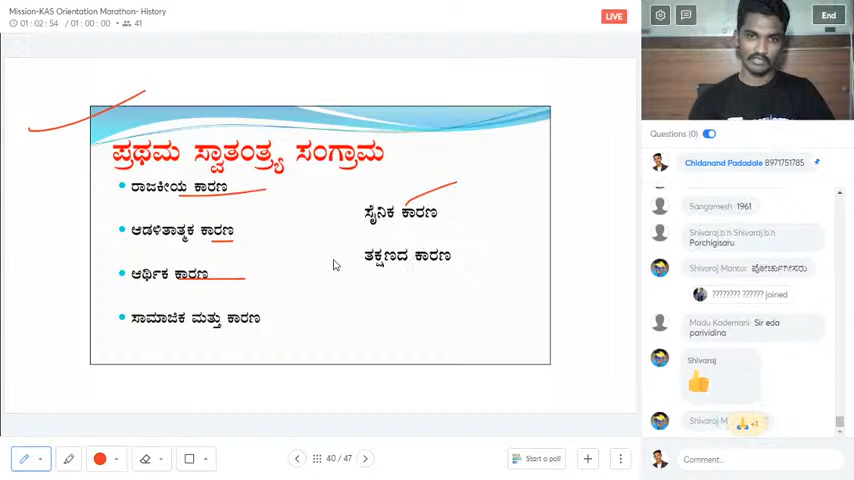 Mission-KAS Orientation Marathon- History
01:02:54 / 01:00:00 • 41
LIVE
End
ಪ್ರಥಮ ಸ್ವಾತಂತ್ರ್ಯ ಸಂಗ್ರಾಮ
ರಾಜಕೀಯ ಕಾರಣ
ಆಡಳಿತಾತ್ಮಕ ಕಾರಣ
ಆರ್ಥಿಕ ಕಾರಣ
ಸಾಮಾಜಿಕ ಮತ್ತು ಕಾರಣ
ಸೈನಿಕ ಕಾರಣ
ತಕ್ಷಣದ ಕಾರಣ
Questions (0)
Chidanand Padadale 8971751785
Sangamesh 1961
Shivaraj.b.h Shivaraj.b.h
Porchigisaru
Shivaraj Mantur ಪೋರ್ಚುಗೀಸರು
???????? ?????? joined
Madu Kademani Sir eda
parividina
Shivaraj
Shivaraj M
+1
40 / 47
Start a poll
Comment...